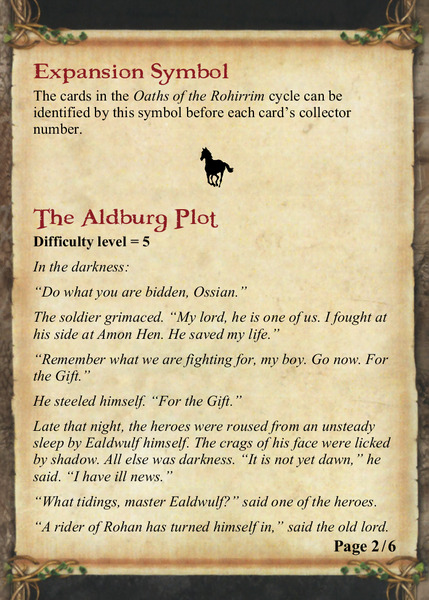 Expansion Symbol
The cards in the Oaths of the Rohirrim cycle can be
identified by this symbol before each card's collector
number.
The Aldburg Plot
Difficulty level = 5
In the darkness:
“Do what you are bidden, Ossian.”
The soldier grimaced. “My lord, he is one of us. I fought at
his side at Amon Hen. He saved my life.”
“Remember what we are fighting for, my boy. Go now. For
the Gift.”
He steeled himself. “For the Gift.”
Late that night, the heroes were roused from an unsteady
sleep by Ealdwulf himself. The crags of his face were licked
by shadow. All else was darkness. “It is not yet dawn,” he
said. “I have ill news.”
“What tidings, master Ealdwulf?” said one of the heroes.
“A rider of Rohan has turned himself in,” said the old lord.
Page 2/6